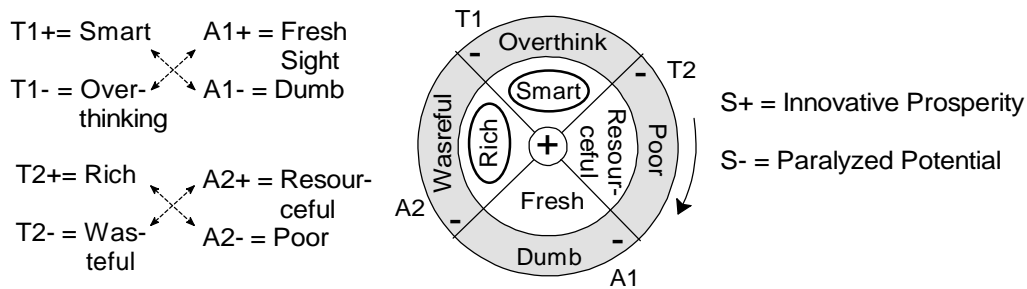 T1+= Smart
T1- = Over-
thinking
A1+ = Fresh
Sight
A1- = Dumb
T2+= Rich
T2- = Was-
teful
A2+ = Resour-
ceful
A2- = Poor
T1
Overthink
-
-
T2
Smart
Wasreful
Rich
+
Resour-
ceful
Poor
Fresh
A2
-
-
Dumb
A1
S+ = Innovative Prosperity
S- = Paralyzed Potential